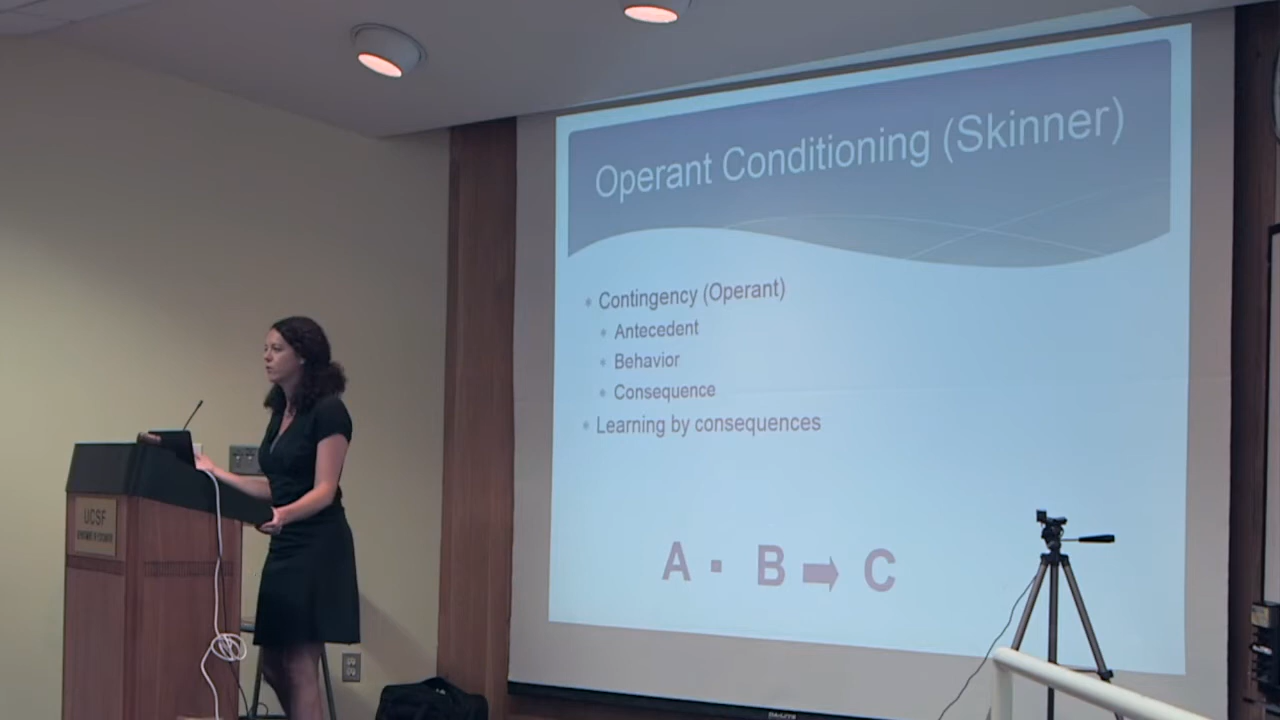 Operant Conditioning (Skinner)
• Contingency (Operant)
• Antecedent
• Behavior
• Consequence
• Learning by consequences
A ▪ B ➡ C
UCSF